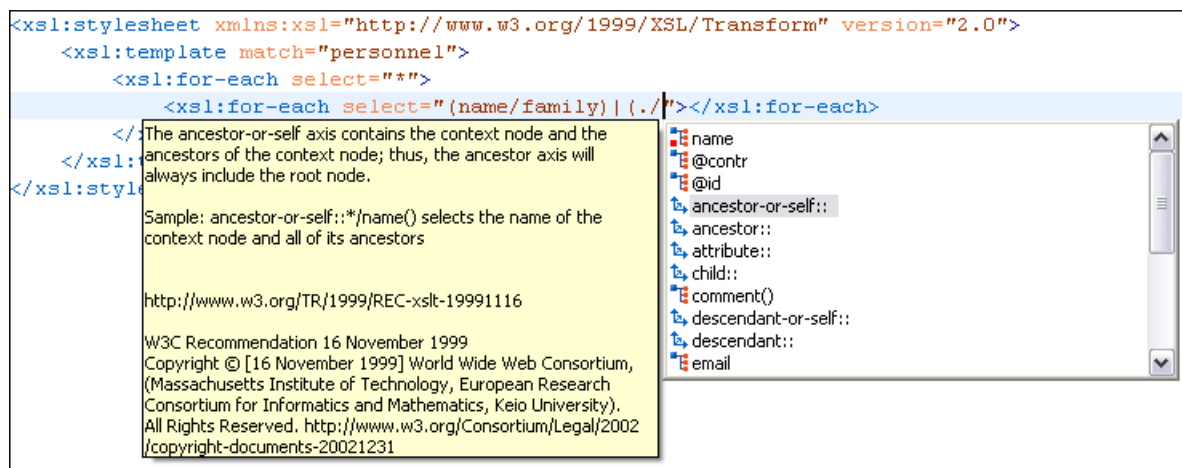 <xsl:stylesheet xmlns:xsl="http://www.w3.org/1999/XSL/Transform" version="2.0">
<xsl:template match="personnel">
<xsl:for-each select="*">
<xsl:for-each select="(name/family)|(./"></xsl:for-each>
</
</xsl:
</xsl:styl
The ancestor-or-self axis contains the context node and the
ancestors of the context node; thus, the ancestor axis will
always include the root node.
Sample: ancestor-or-self::*/name() selects the name of the
context node and all of its ancestors
http://www.w3.org/TR/1999/REC-xslt-19991116
W3C Recommendation 16 November 1999
Copyright © [16 November 1999] World Wide Web Consortium,
(Massachusetts Institute of Technology, European Research
Consortium for Informatics and Mathematics, Keio University).
All Rights Reserved. http://www.w3.org/Consortium/Legal/2002
/copyright-documents-20021231
name
@contr
@id
ancestor-or-self::
ancestor::
attribute::
child::
comment()
descendant-or-self::
descendant::
email